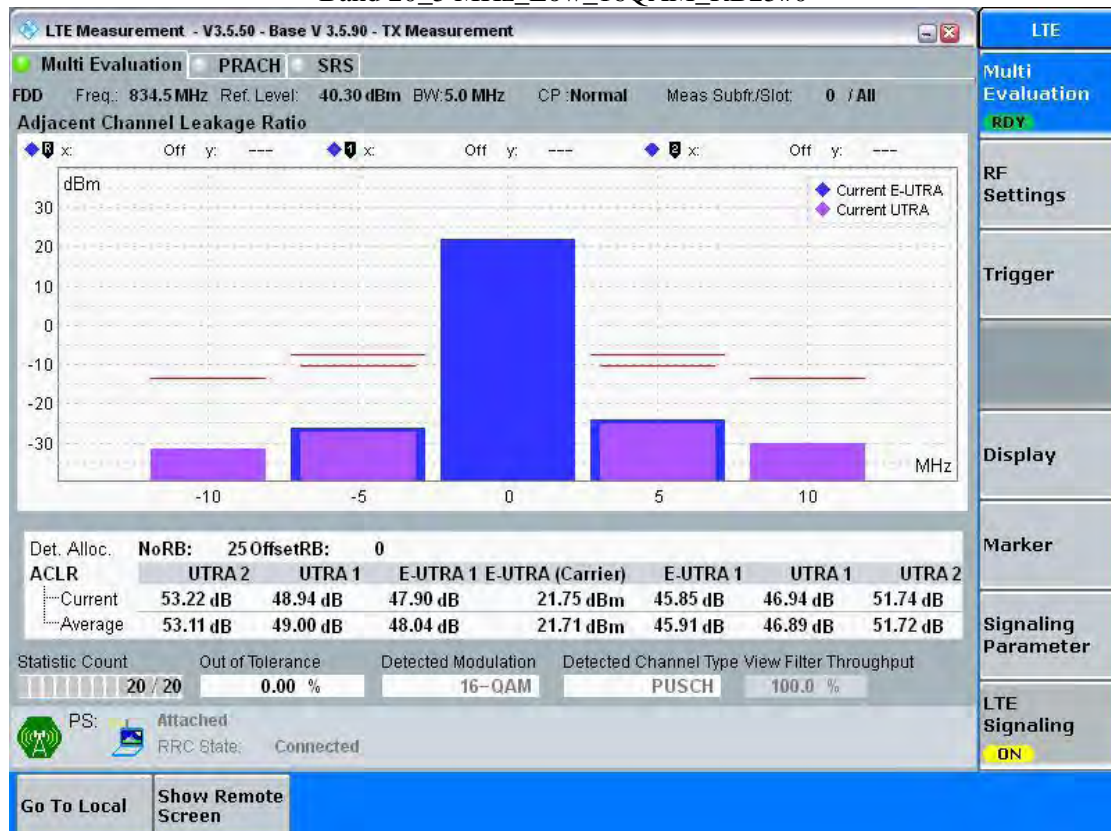 LTE Measurement - V3.5.50 - Base V 3.5.90 - TX Measurement
LTE
Multi Evaluation PRACH SRS
Multi
Evaluation
RDY
FDD Freq.: 834.5 MHz Ref. Level: 40.30 dBm BW:5.0 MHz CP :Normal Meas Subfr./Slot: 0 / All
Adjacent Channel Leakage Ratio
R x: Off y: --- 1 x: Off y: --- 2 x: Off y: ---
dBm
Current E-UTRA
Current UTRA
30
20
10
0
-10
-20
-30
MHz
-10 -5 0 5 10
RF
Settings
Trigger
Display
Marker
Signaling
Parameter
LTE
Signaling
ON
Det. Alloc. NoRB: 25 OffsetRB: 0
ACLR UTRA 2 UTRA 1 E-UTRA 1 E-UTRA (Carrier) E-UTRA 1 UTRA 1 UTRA 2
Current 53.22 dB 48.94 dB 47.90 dB 21.75 dBm 45.85 dB 46.94 dB 51.74 dB
Average 53.11 dB 49.00 dB 48.04 dB 21.71 dBm 45.91 dB 46.89 dB 51.72 dB
Statistic Count Out of Tolerance Detected Modulation Detected Channel Type View Filter Throughput
20 / 20 0.00 % 16-QAM PUSCH 100.0 %
PS: Attached
RRC State: Connected
Go To Local
Show Remote
Screen